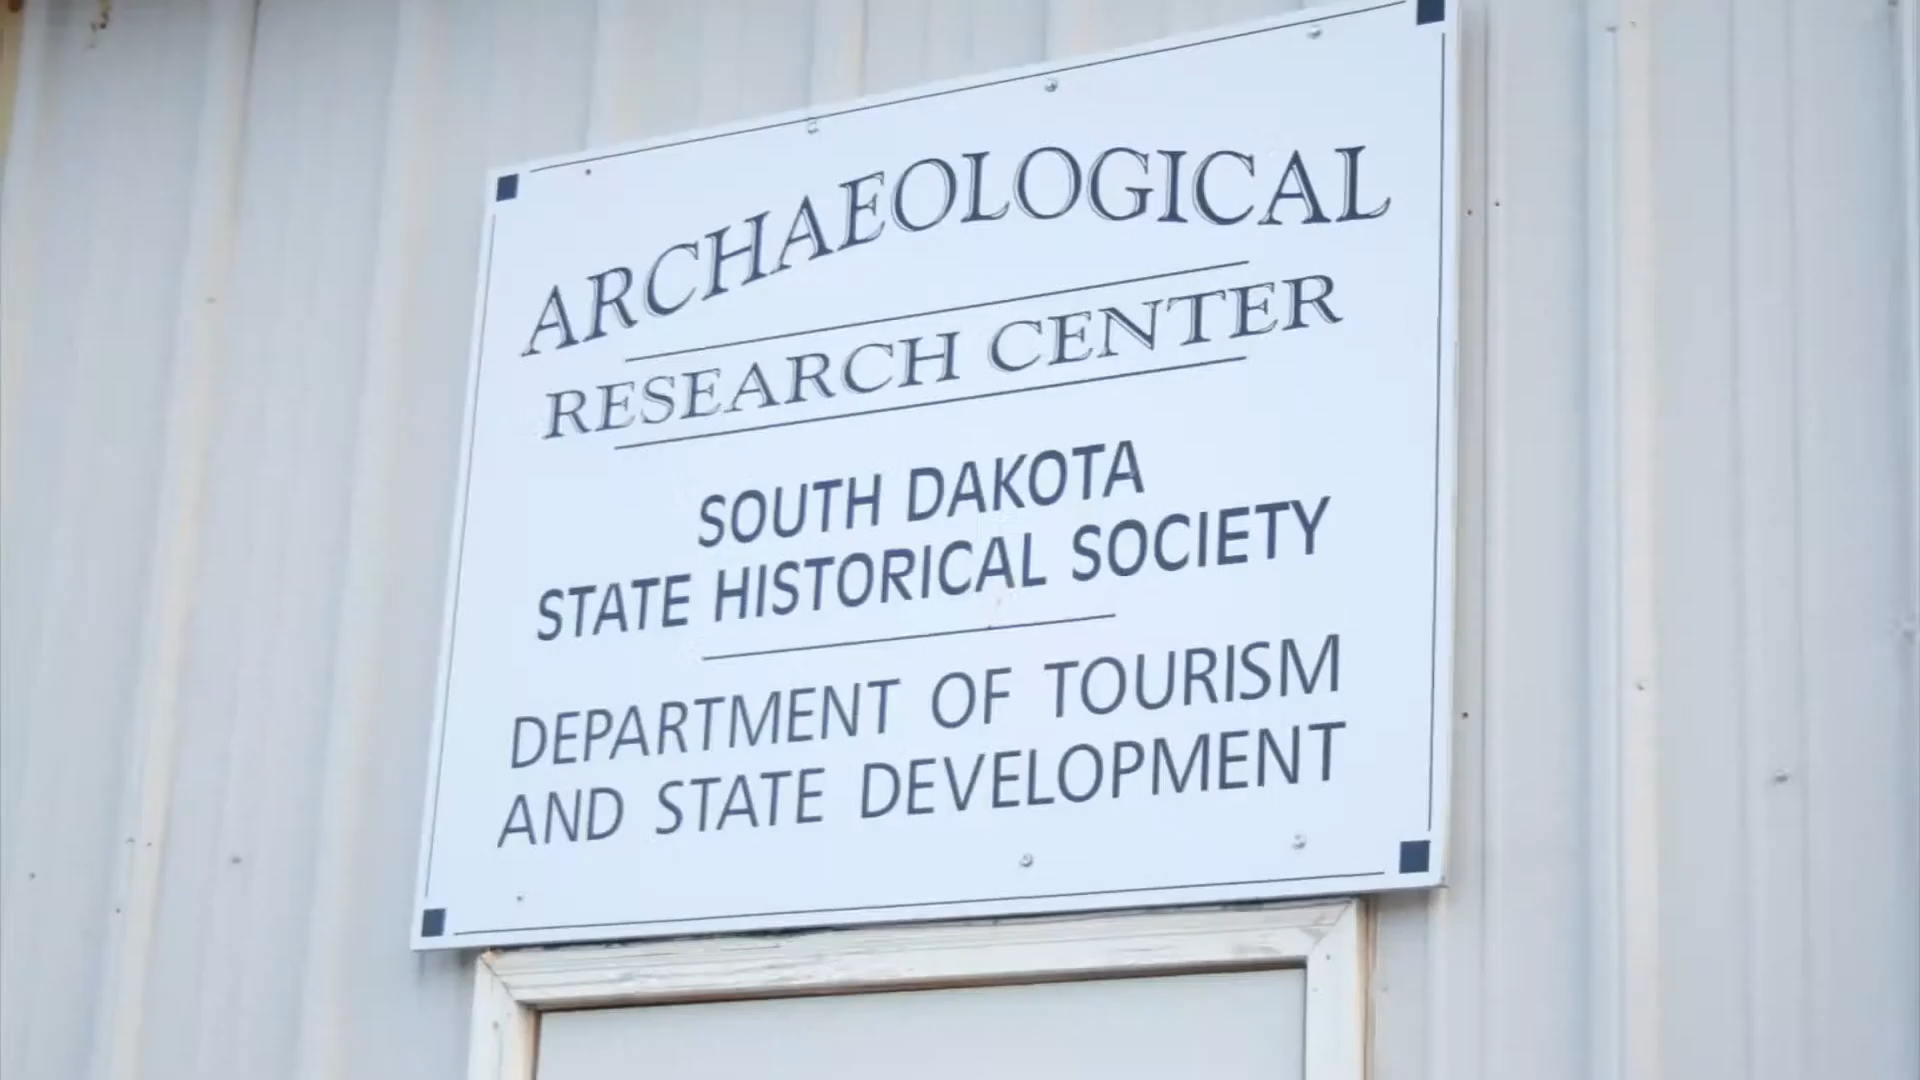 ARCHAEOLOGICAL
RESEARCH CENTER
SOUTH DAKOTA
STATE HISTORICAL SOCIETY
DEPARTMENT OF TOURISM
AND STATE DEVELOPMENT